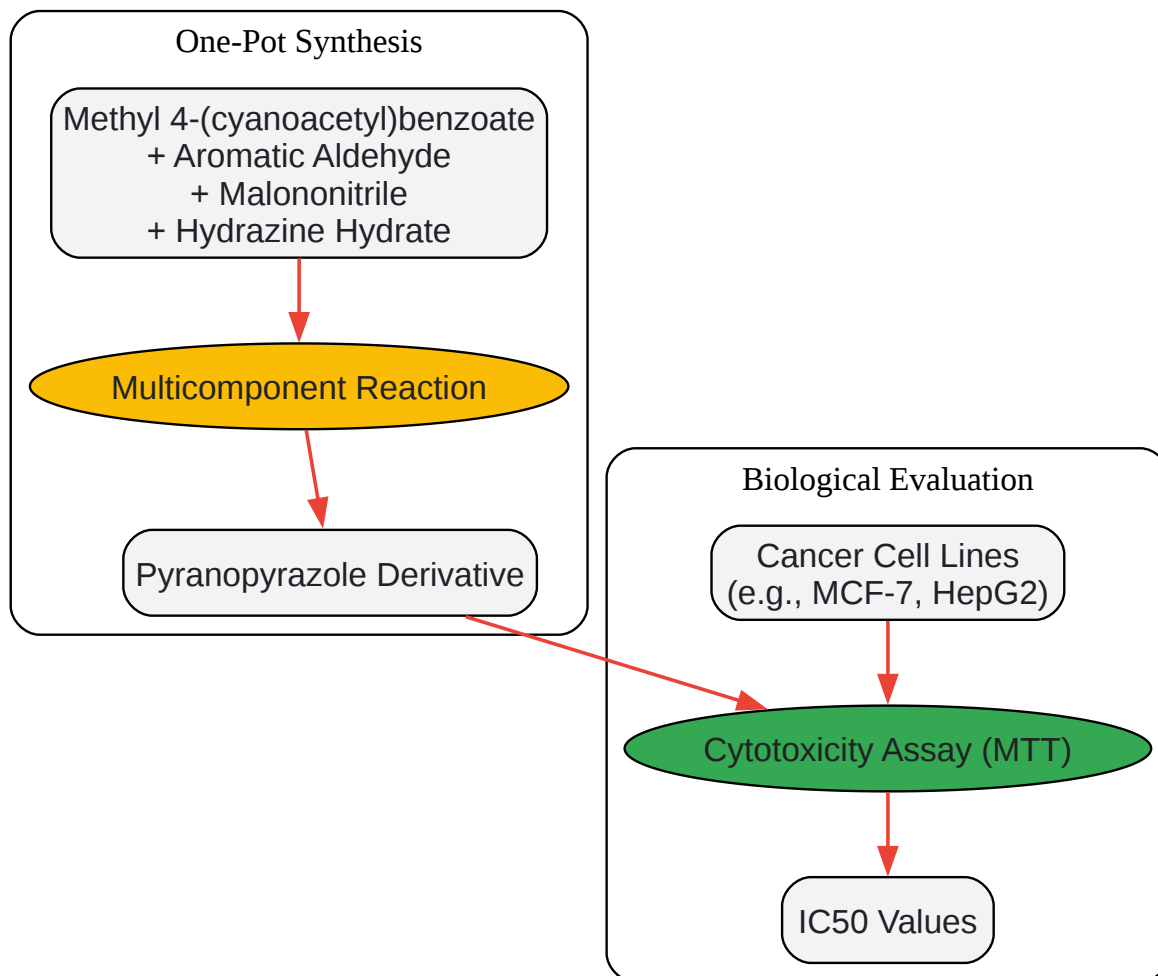 One-Pot Synthesis
Methyl 4-(cyanoacetyl)benzoate
+ Aromatic Aldehyde
+ Malononitrile
+ Hydrazine Hydrate
Multicomponent Reaction
Pyranopyrazole Derivative
Biological Evaluation
Cancer Cell Lines
(e.g., MCF-7, HepG2)
Cytotoxicity Assay (MTT)
IC50 Values